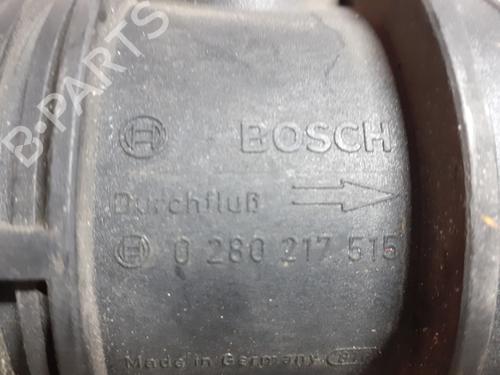 BOSCH
Durchfluß
0 280 217 515
Made in Germany
B-PARTS